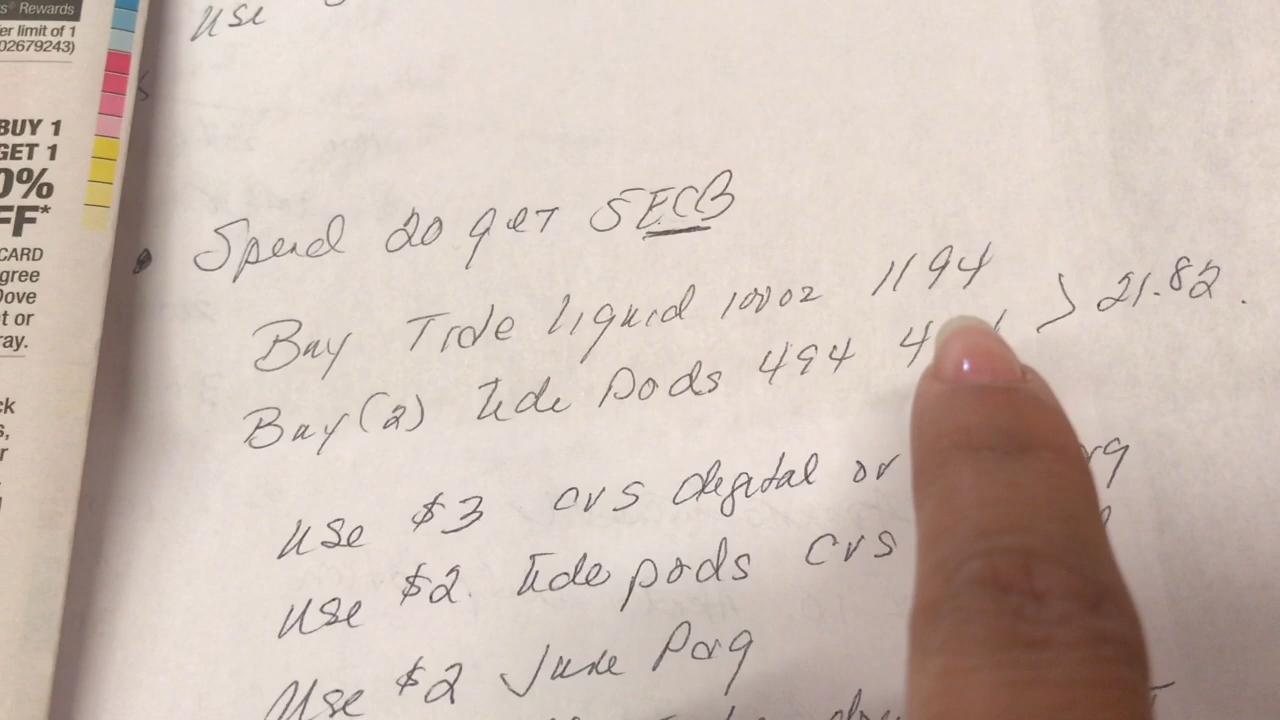 s® Rewards
er limit of 1
02679243)
BUY 1
GET 1
0%
FF*
CARD
gree
Dove
t or
ray.
ck
s,
r
use
Spend 20 get 5ECB
Buy Tide liquid 100oz 1194
21.82.
Buy (2) tide pods 494 4
use $3 cvs digital or
use $2 tide pods cvs
use $2 June P&g